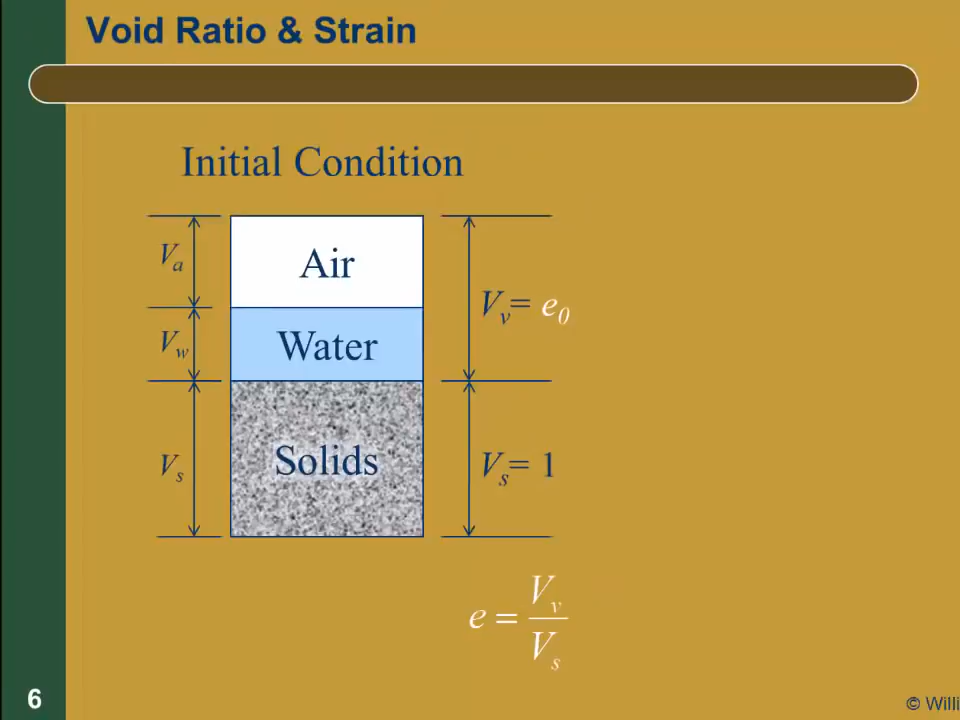 Void Ratio & Strain
Initial Condition
Va
Air
Vv= e0
Vw
Water
Vs
Solids
Vs= 1
e = Vv / Vs
6
© Willi